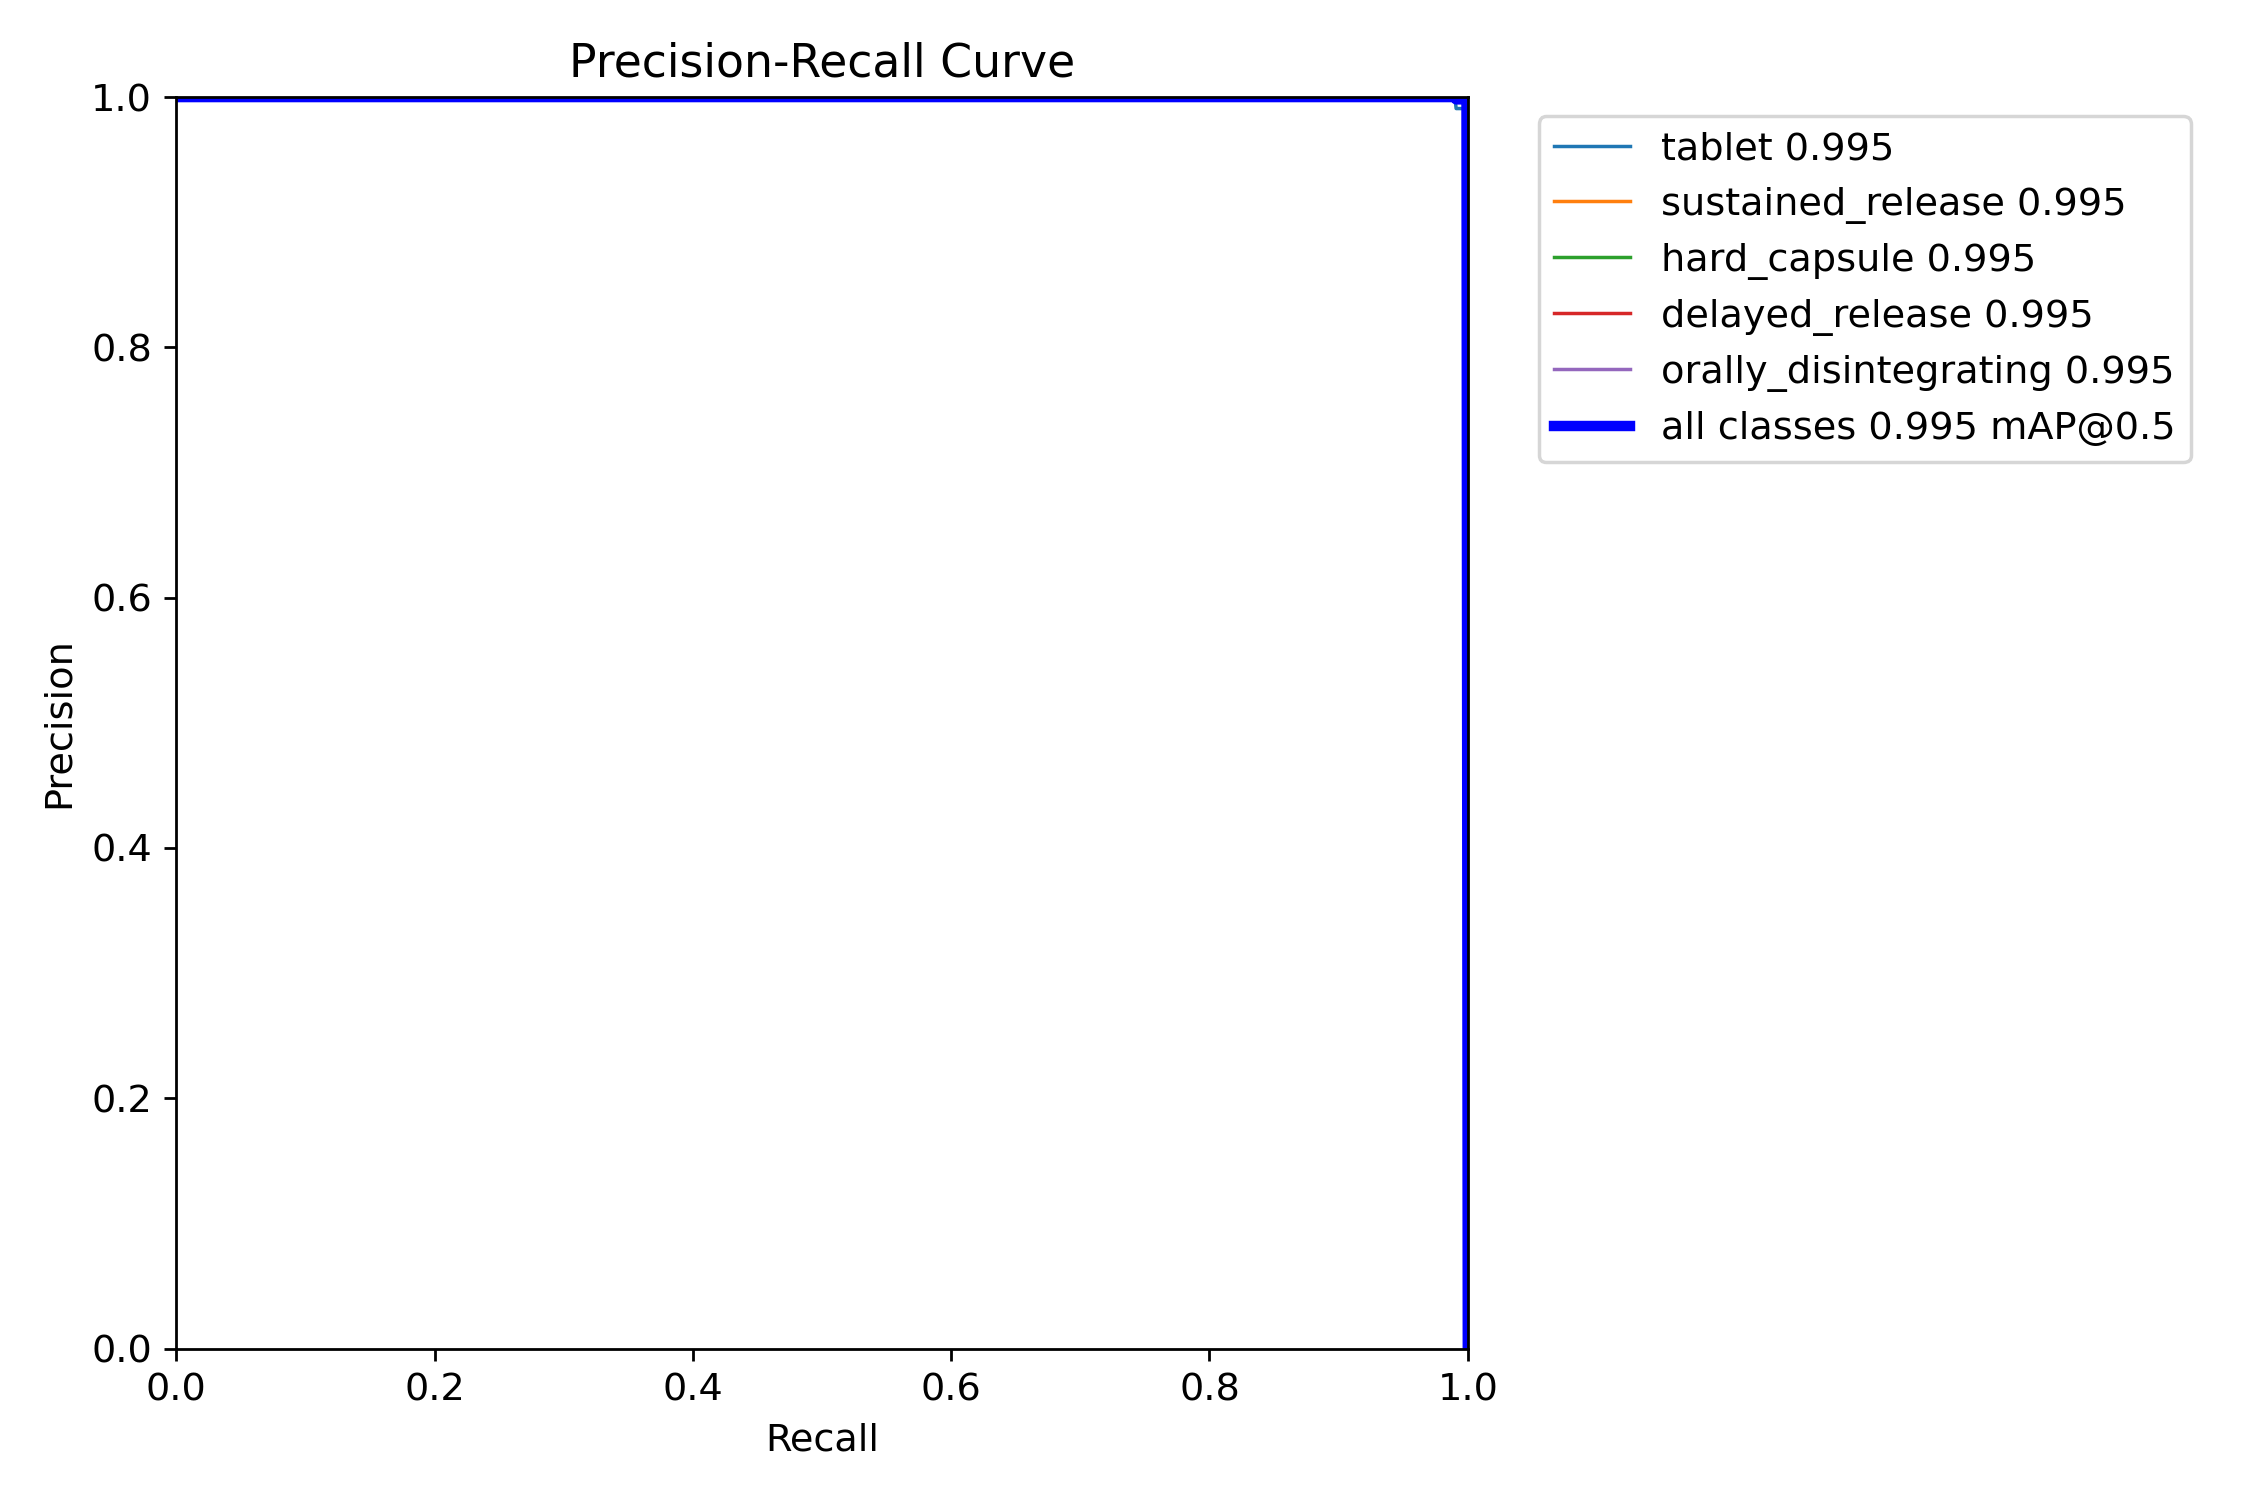 Precision-Recall Curve
1.0
0.8
0.6
0.4
0.2
0.0
Precision
0.0 0.2 0.4 0.6 0.8 1.0
Recall
tablet 0.995
sustained_release 0.995
hard_capsule 0.995
delayed_release 0.995
orally_disintegrating 0.995
all classes 0.995 mAP@0.5